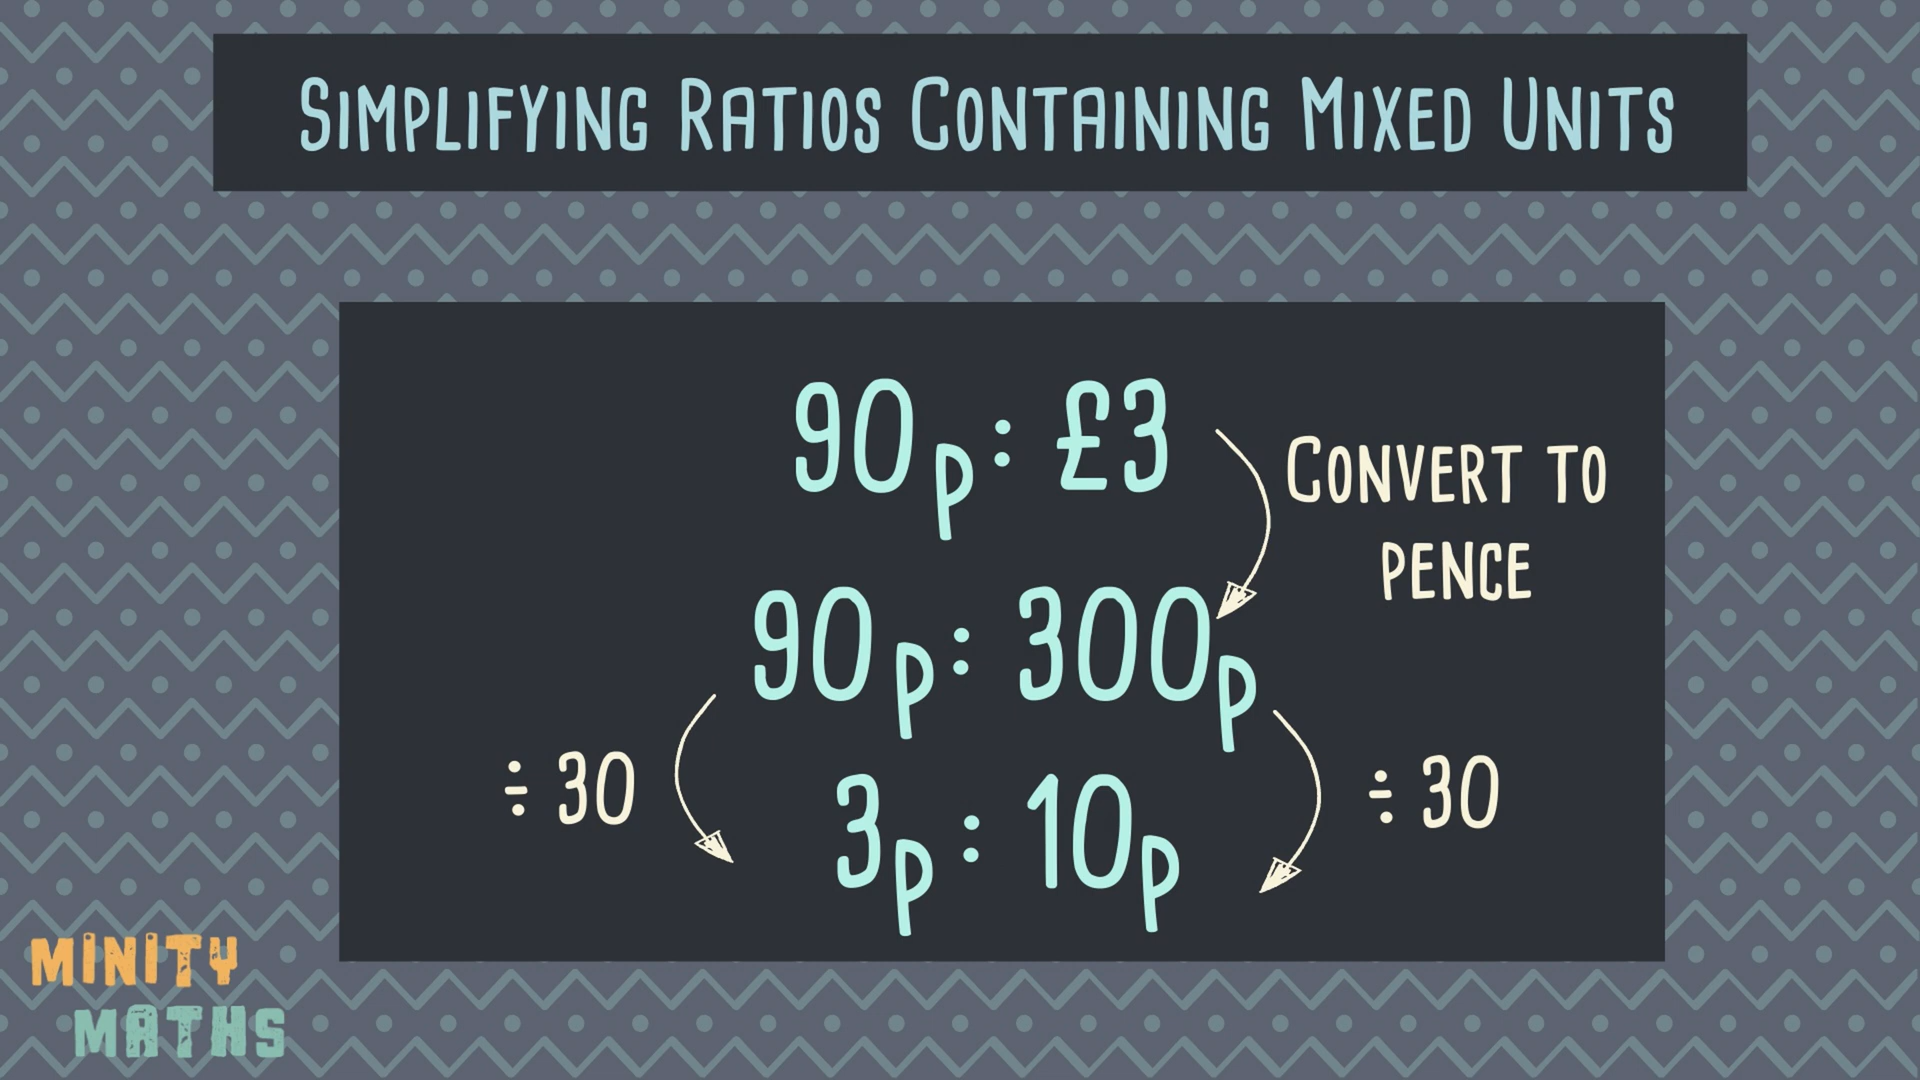 Simplifying Ratios Containing Mixed Units
90p : £3
Convert to
pence
90p : 300p
÷ 30
÷ 30
3p : 10p
MINITY
MATHS